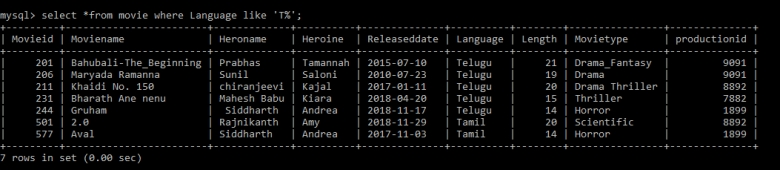 mysql> select *from movie where Language like 'T%';
+---------+------------------------+-------------+----------+--------------+----------+--------+----------------+--------------+
| Movieid | Moviename | Heroname | Heroine | Releaseddate | Language | Length | Movietype | productionid |
+---------+------------------------+-------------+----------+--------------+----------+--------+----------------+--------------+
| 201 | Bahubali-The_Beginning | Prabhas | Tamannah | 2015-07-10 | Telugu | 21 | Drama_Fantasy | 9091 |
| 206 | Maryada Ramanna | Sunil | Saloni | 2010-07-23 | Telugu | 19 | Drama | 9091 |
| 211 | Khaidi No. 150 | chiranjeevi | Kajal | 2017-01-11 | Telugu | 20 | Drama Thriller | 8892 |
| 231 | Bharath Ane nenu | Mahesh Babu | Kiara | 2018-04-20 | Telugu | 15 | Thriller | 7882 |
| 244 | Gruham | Siddharth | Andrea | 2018-11-17 | Telugu | 14 | Horror | 1899 |
| 501 | 2.0 | Rajnikanth | Amy | 2018-11-29 | Tamil | 20 | Scientific | 8892 |
| 577 | Aval | Siddharth | Andrea | 2017-11-03 | Tamil | 14 | Horror | 1899 |
+---------+------------------------+-------------+----------+--------------+----------+--------+----------------+--------------+
7 rows in set (0.00 sec)